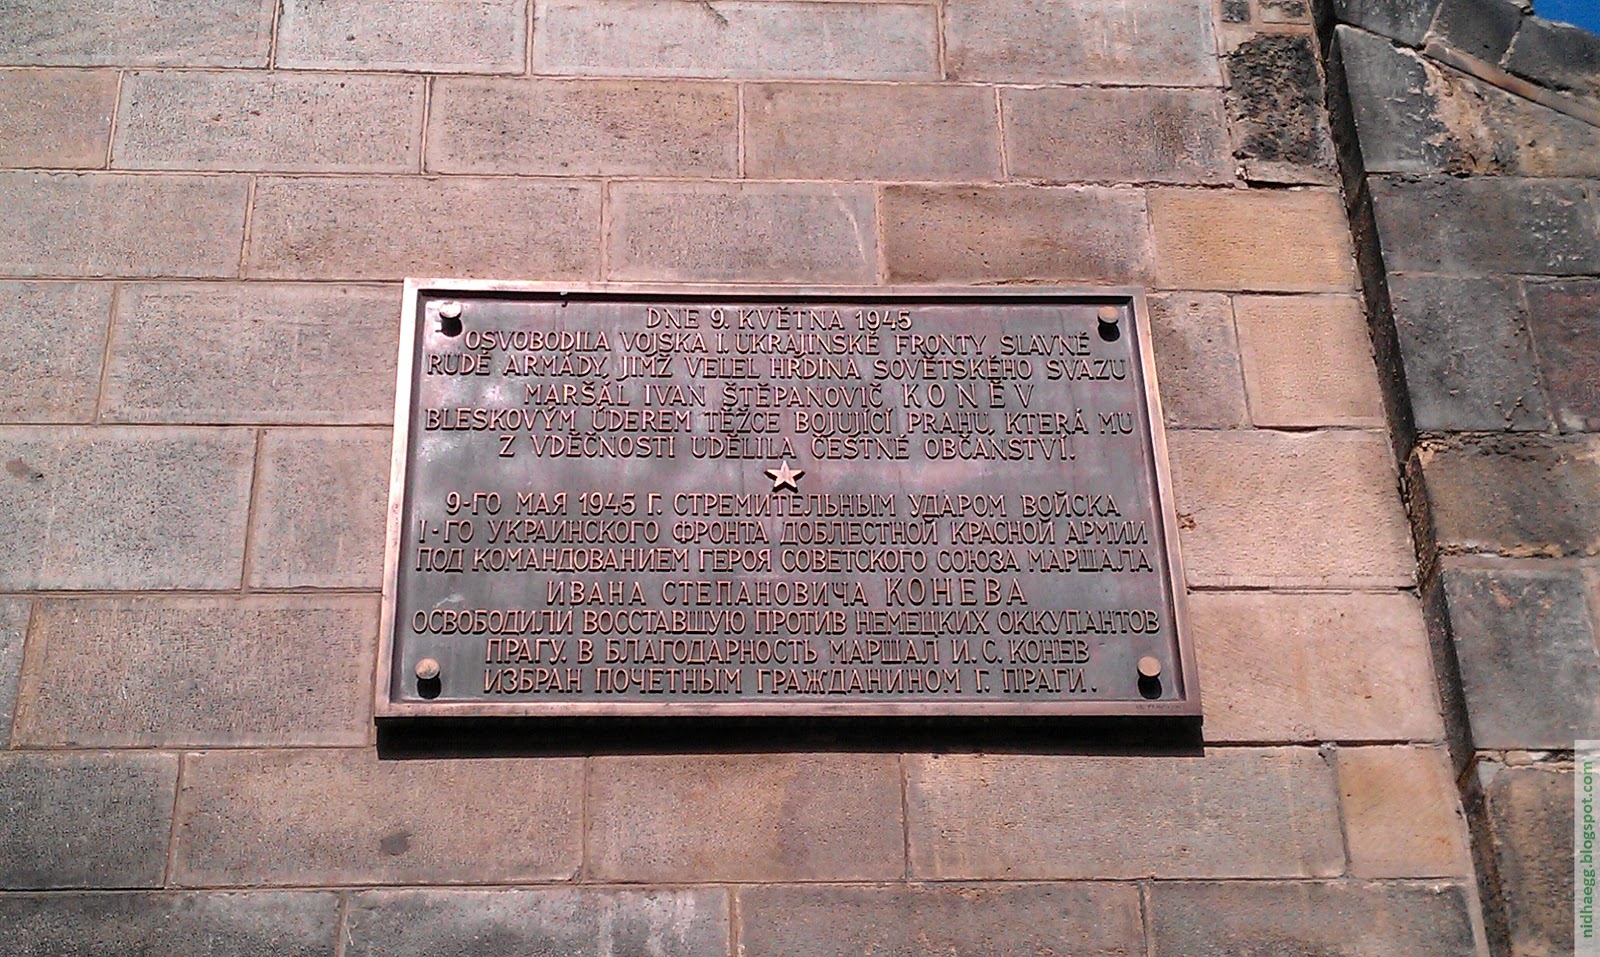 DNE 9. KVĚTNA 1945
OSVOBODILA VOJSKA I. UKRAJINSKÉ FRONTY SLAVNÉ
RUDÉ ARMÁDY, JIMŽ VELEL HRDINA SOVĚTSKÉHO SVAZU
MARŠÁL IVAN ŠTĚPANOVIČ KONĚV
BLESKOVÝM ÚDEREM TĚŽCE BOJUJÍCÍ PRAHU, KTERÁ MU
Z VDĚČNOSTI UDĚLILA ČESTNÉ OBČANSTVÍ.
9-ГО МАЯ 1945 Г. СТРЕМИТЕЛЬНЫМ УДАРОМ ВОЙСКА
I-ГО УКРАИНСКОГО ФРОНТА ДОБЛЕСТНОЙ КРАСНОЙ АРМИИ
ПОД КОМАНДОВАНИЕМ ГЕРОЯ СОВЕТСКОГО СОЮЗА МАРШАЛА
ИВАНА СТЕПАНОВИЧА КОНЕВА
ОСВОБОДИЛИ ВОССТАВШУЮ ПРОТИВ НЕМЕЦКИХ ОККУПАНТОВ
ПРАГУ. В БЛАГОДАРНОСТЬ МАРШАЛ И. С. КОНЕВ
ИЗБРАН ПОЧЕТНЫМ ГРАЖДАНИНОМ Г. ПРАГИ.
nidhaegg.blogspot.com